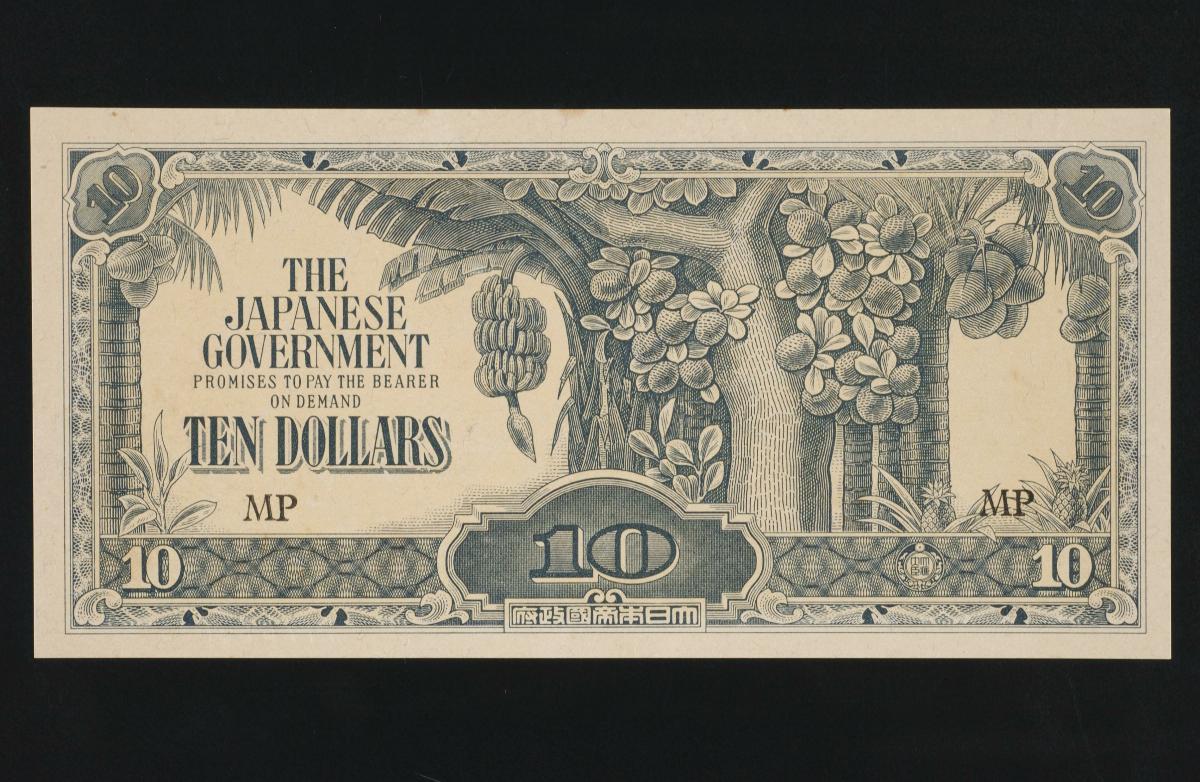 10
10
THE
JAPANESE
GOVERNMENT
PROMISES TO PAY THE BEARER
ON DEMAND
TEN DOLLARS
MP
MP
10
10
10
府政國帝本日大